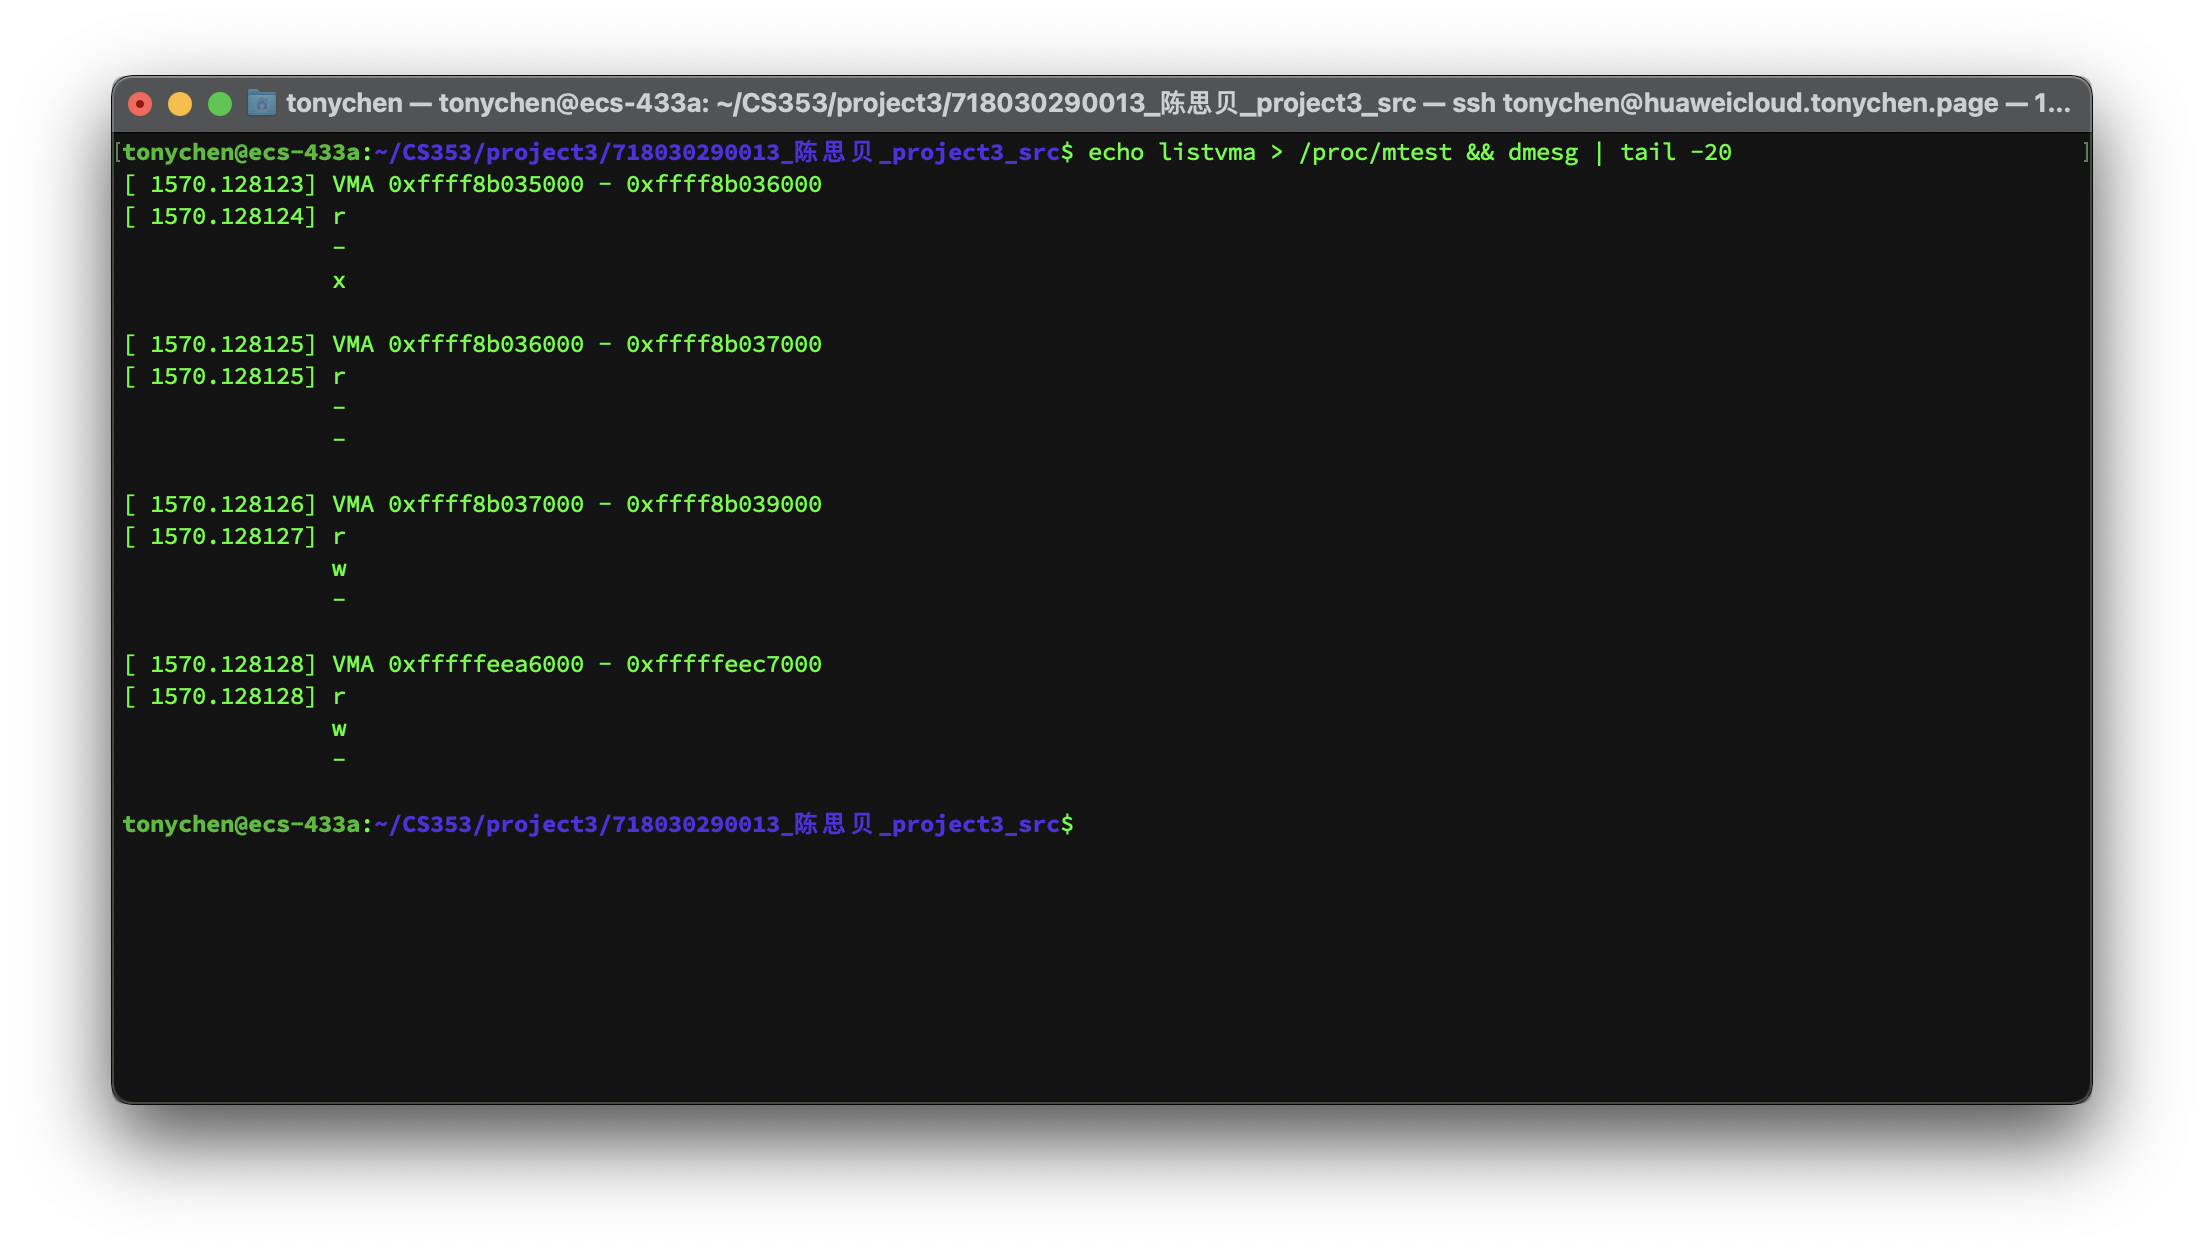 tonychen — tonychen@ecs-433a: ~/CS353/project3/718030290013_陈思贝_project3_src — ssh tonychen@huaweicloud.tonychen.page — 1...
[tonychen@ecs-433a:~/CS353/project3/718030290013_陈思贝_project3_src$ echo listvma > /proc/mtest && dmesg | tail -20 ]
[ 1570.128123] VMA 0xffff8b035000 - 0xffff8b036000
[ 1570.128124] r
-
x
[ 1570.128125] VMA 0xffff8b036000 - 0xffff8b037000
[ 1570.128125] r
-
-
[ 1570.128126] VMA 0xffff8b037000 - 0xffff8b039000
[ 1570.128127] r
w
-
[ 1570.128128] VMA 0xfffffeea6000 - 0xfffffeec7000
[ 1570.128128] r
w
-
tonychen@ecs-433a:~/CS353/project3/718030290013_陈思贝_project3_src$